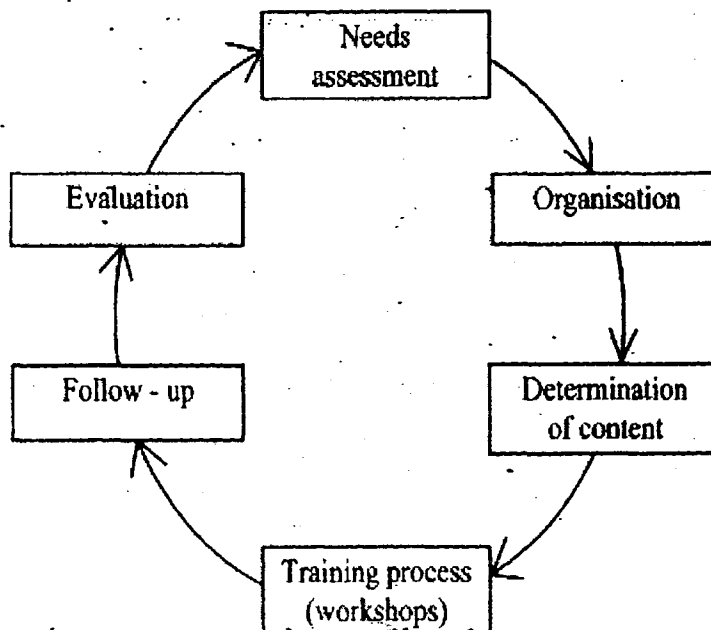 Needs
assessment
Organisation
Determination
of content
Training process
(workshops)
Follow - up
Evaluation